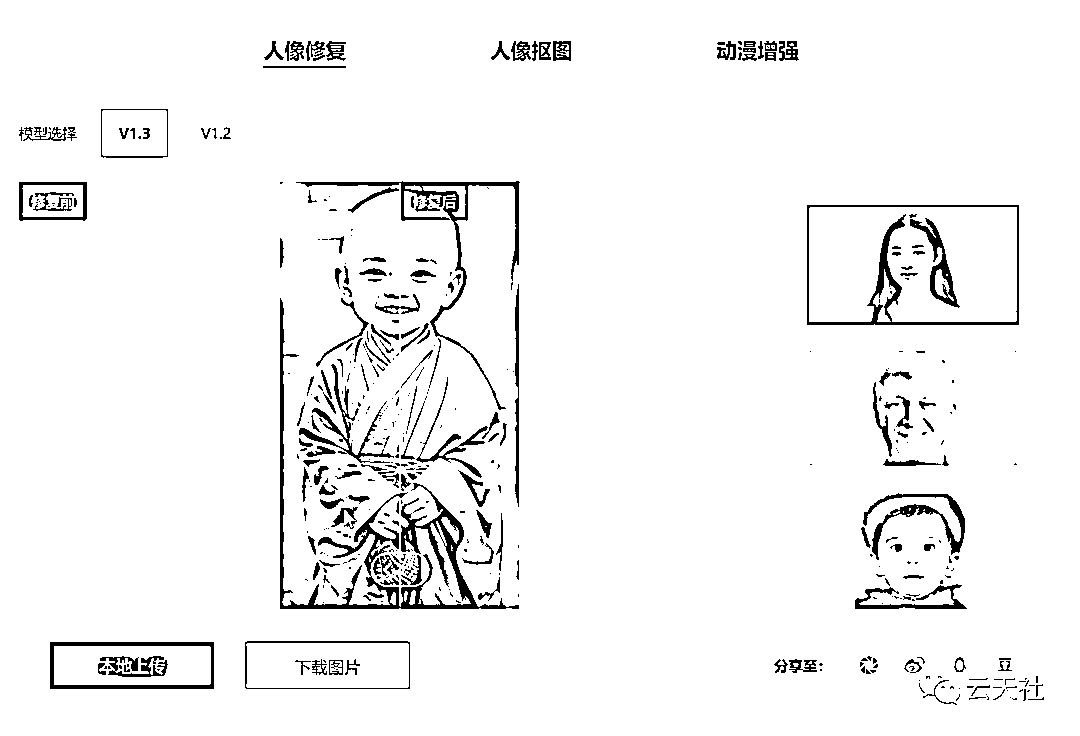 人像修复
人像抠图
动漫增强
模型选择
V1.3
V1.2
修复前
修复后
本地上传
下载图片
分享至：
豆
云天社